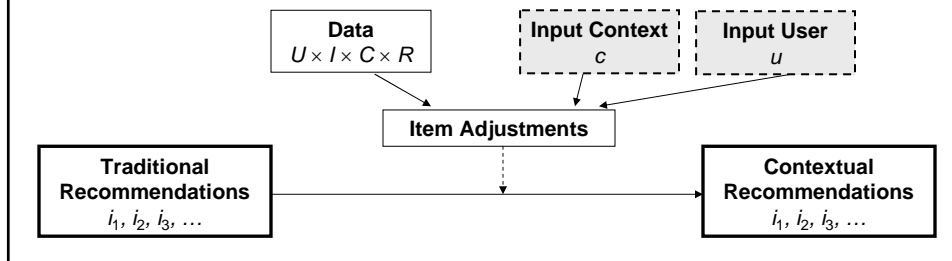 Data
U × I × C × R
Input Context
c
Input User
u
Item Adjustments
Traditional
Recommendations
i₁, i₂, i₃, …
Contextual
Recommendations
i₁, i₂, i₃, …